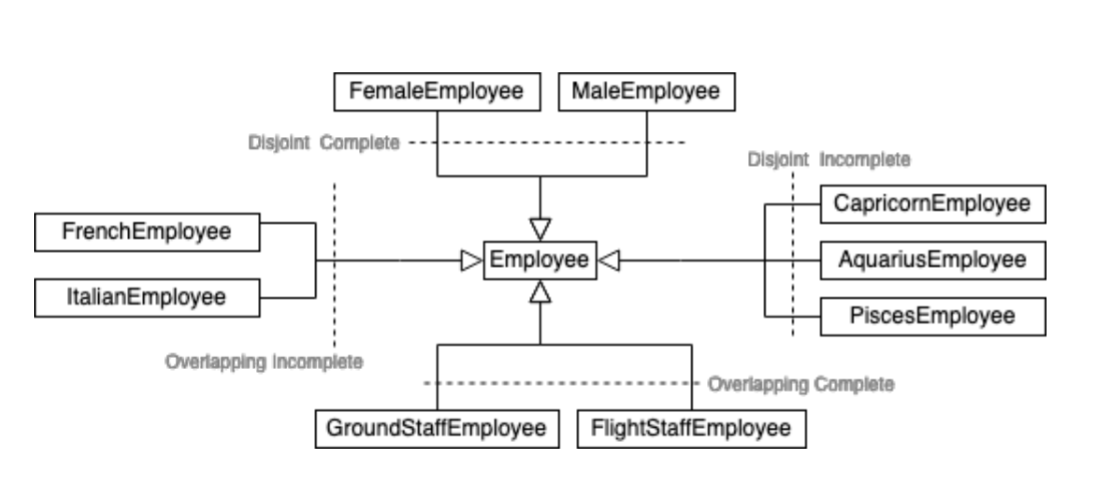 FemaleEmployee
MaleEmployee
Disjoint Complete
Disjoint Incomplete
CapricornEmployee
FrenchEmployee
Employee
AquariusEmployee
ItalianEmployee
PiscesEmployee
Overlapping Incomplete
Overlapping Complete
GroundStaffEmployee
FlightStaffEmployee